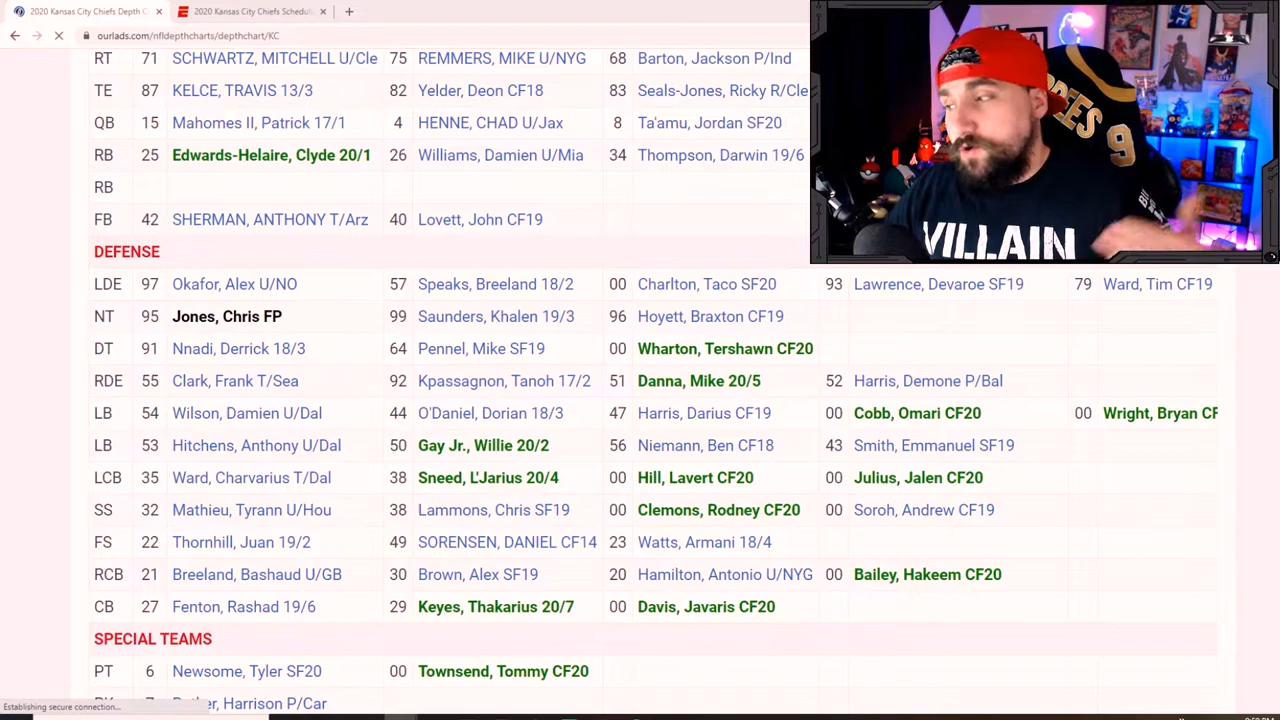 2020 Kansas City Chiefs Depth C
2020 Kansas City Chiefs Schedul
ourlads.com/nfldepthcharts/depthchart/KC
RT 71 SCHWARTZ, MITCHELL U/Cle 75 REMMERS, MIKE U/NYG 68 Barton, Jackson P/Ind
TE 87 KELCE, TRAVIS 13/3 82 Yelder, Deon CF18 83 Seals-Jones, Ricky R/Cle
QB 15 Mahomes II, Patrick 17/1 4 HENNE, CHAD U/Jax 8 Ta'amu, Jordan SF20
RB 25 Edwards-Helaire, Clyde 20/1 26 Williams, Damien U/Mia 34 Thompson, Darwin 19/6
RB
FB 42 SHERMAN, ANTHONY T/Arz 40 Lovett, John CF19
DEFENSE
LDE 97 Okafor, Alex U/NO 57 Speaks, Breeland 18/2 00 Charlton, Taco SF20 93 Lawrence, Devaroe SF19 79 Ward, Tim CF19
NT 95 Jones, Chris FP 99 Saunders, Khalen 19/3 96 Hoyett, Braxton CF19
DT 91 Nnadi, Derrick 18/3 64 Pennel, Mike SF19 00 Wharton, Tershawn CF20
RDE 55 Clark, Frank T/Sea 92 Kpassagnon, Tanoh 17/2 51 Danna, Mike 20/5 52 Harris, Demone P/Bal
LB 54 Wilson, Damien U/Dal 44 O'Daniel, Dorian 18/3 47 Harris, Darius CF19 00 Cobb, Omari CF20 00 Wright, Bryan CF
LB 53 Hitchens, Anthony U/Dal 50 Gay Jr., Willie 20/2 56 Niemann, Ben CF18 43 Smith, Emmanuel SF19
LCB 35 Ward, Charvarius T/Dal 38 Sneed, L'Jarius 20/4 00 Hill, Lavert CF20 00 Julius, Jalen CF20
SS 32 Mathieu, Tyrann U/Hou 38 Lammons, Chris SF19 00 Clemons, Rodney CF20 00 Soroh, Andrew CF19
FS 22 Thornhill, Juan 19/2 49 SORENSEN, DANIEL CF14 23 Watts, Armani 18/4
RCB 21 Breeland, Bashaud U/GB 30 Brown, Alex SF19 20 Hamilton, Antonio U/NYG 00 Bailey, Hakeem CF20
CB 27 Fenton, Rashad 19/6 29 Keyes, Thakarius 20/7 00 Davis, Javaris CF20
SPECIAL TEAMS
PT 6 Newsome, Tyler SF20 00 Townsend, Tommy CF20
Harrison P/Car
Establishing secure connection...
VILLAIN
9